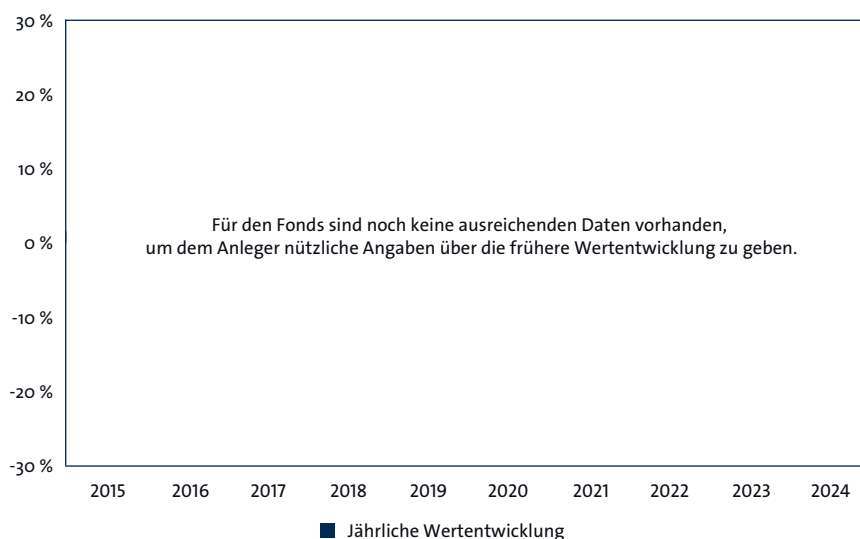 30 %
20 %
10 %
Für den Fonds sind noch keine ausreichenden Daten vorhanden,
0 %
um dem Anleger nützliche Angaben über die frühere Wertentwicklung zu geben.
-10 %
-20 %
-30 %
2015 2016 2017 2018 2019 2020 2021 2022 2023 2024
Jährliche Wertentwicklung